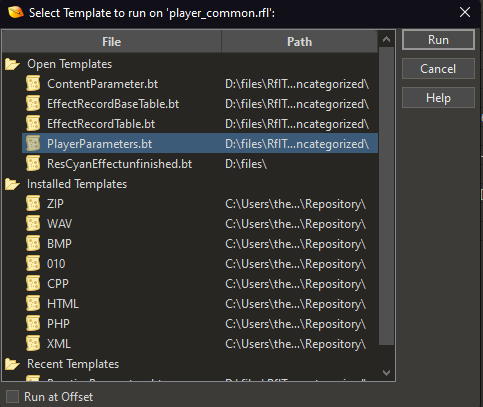 Select Template to run on 'player_common.rfl':
File Path
Run
Open Templates
Cancel
ContentParameter.bt D:\files\RflT...ncategorized\
EffectRecordBaseTable.bt D:\files\RflT...ncategorized\
Help
EffectRecordTable.bt D:\files\RflT...ncategorized\
PlayerParameters.bt D:\files\RflT...ncategorized\
ResCyanEffectunfinished.bt D:\files\
Installed Templates
ZIP C:\Users\the...\Repository\
WAV C:\Users\the...\Repository\
BMP C:\Users\the...\Repository\
010 C:\Users\the...\Repository\
CPP C:\Users\the...\Repository\
HTML C:\Users\the...\Repository\
PHP C:\Users\the...\Repository\
XML C:\Users\the...\Repository\
Recent Templates
Run at Offset